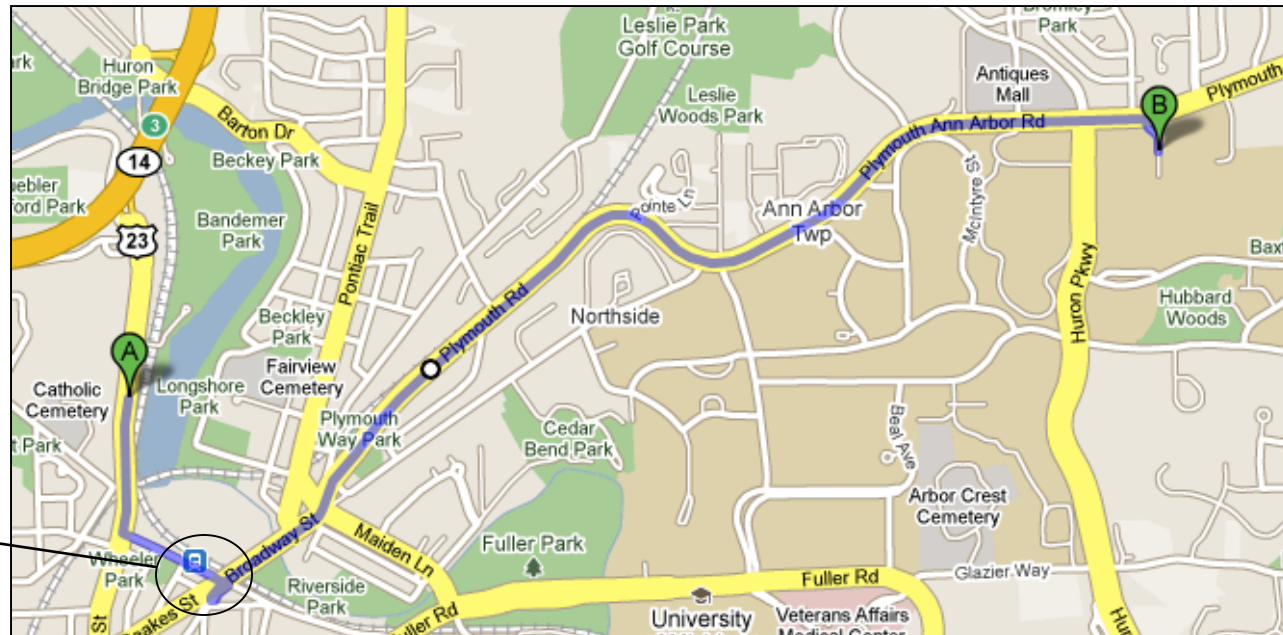 Leslie Park
Golf Course
Bromley
Park
Huron
Bridge Park
Antiques
Mall
Plymouth
B
Leslie
Woods Park
Barton Dr
3
Plymouth Ann Arbor Rd
14
Beckey Park
McIntyre St
Pointe Ln
Ann Arbor
Twp
Bandemer
Park
23
Pontiac Trail
Huron Pkwy
Plymouth Rd
Northside
Hubbard
Woods
Beckley
Park
A
Fairview
Cemetery
Catholic
Cemetery
Longshore
Park
Plymouth
Way Park
Cedar
Bend Park
Beal Ave
Arbor Crest
Cemetery
Broadway St
Maiden Ln
Fuller Park
Wheeler
Park
Riverside
Park
Fuller Rd
Glazier Way
Fuller Rd
University
Veterans Affairs
Medical Center
St